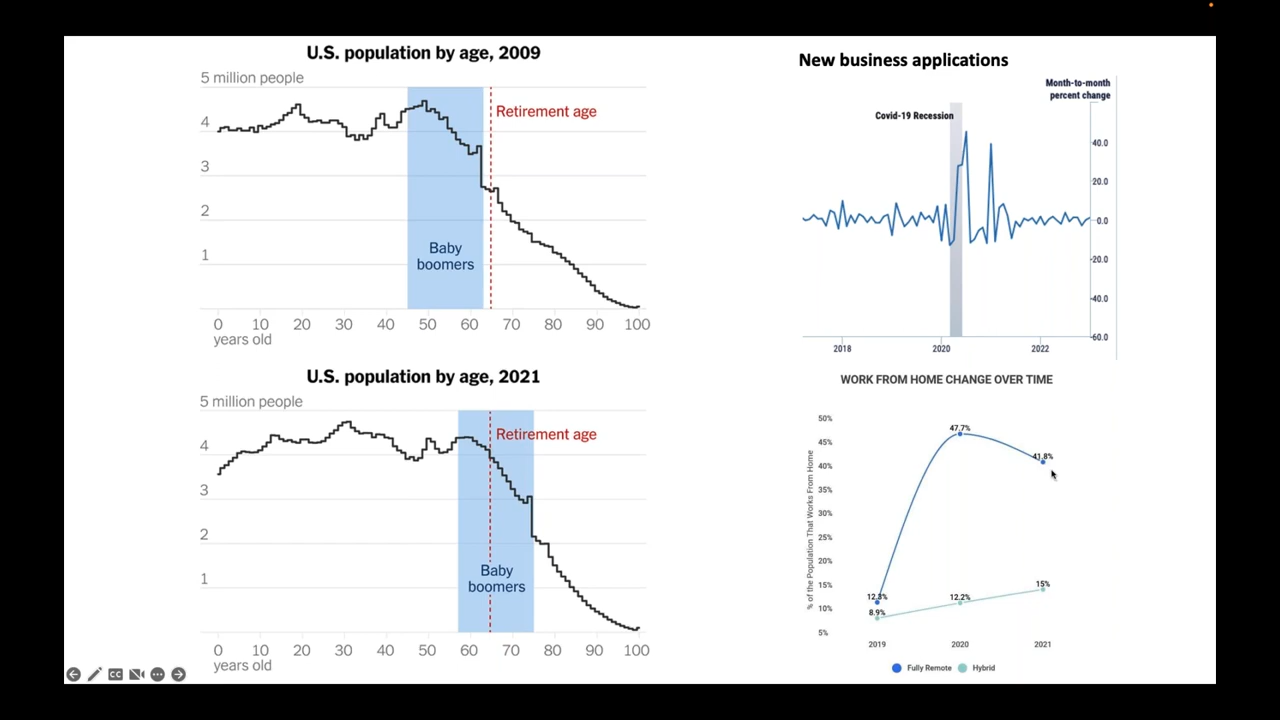 U.S. population by age, 2009
5 million people
4
3
2
1
Retirement age
Baby
boomers
0 10 20 30 40 50 60 70 80 90 100
years old
U.S. population by age, 2021
5 million people
4
3
2
1
Retirement age
Baby
boomers
0 10 20 30 40 50 60 70 80 90 100
years old
CC
New business applications
Month-to-month
percent change
Covid-19 Recession
40.0
20.0
0.0
-20.0
-40.0
-60.0
2018 2020 2022
WORK FROM HOME CHANGE OVER TIME
% of the Population That Works From Home
50%
45%
40%
35%
30%
25%
20%
15%
10%
5%
47.7%
41.8%
12.3%
8.9%
12.2%
15%
2019 2020 2021
Fully Remote Hybrid